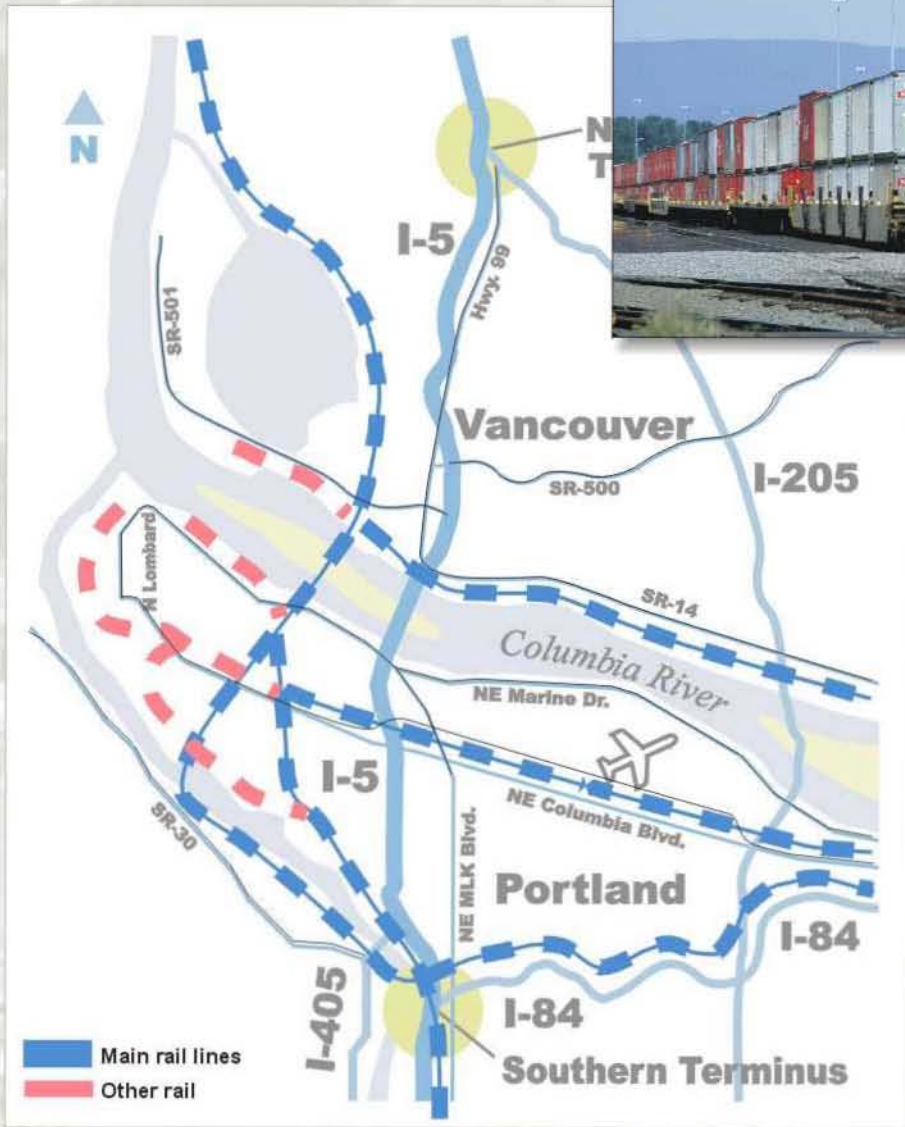 N
N
T
I-5
Hwy. 99
SR-501
Vancouver
SR-500
I-205
N Lombard
SR-14
Columbia River
NE Marine Dr.
I-5
NE Columbia Blvd.
SR-30
NE MLK Blvd.
Portland
I-84
I-405
I-84
Southern Terminus
Main rail lines
Other rail